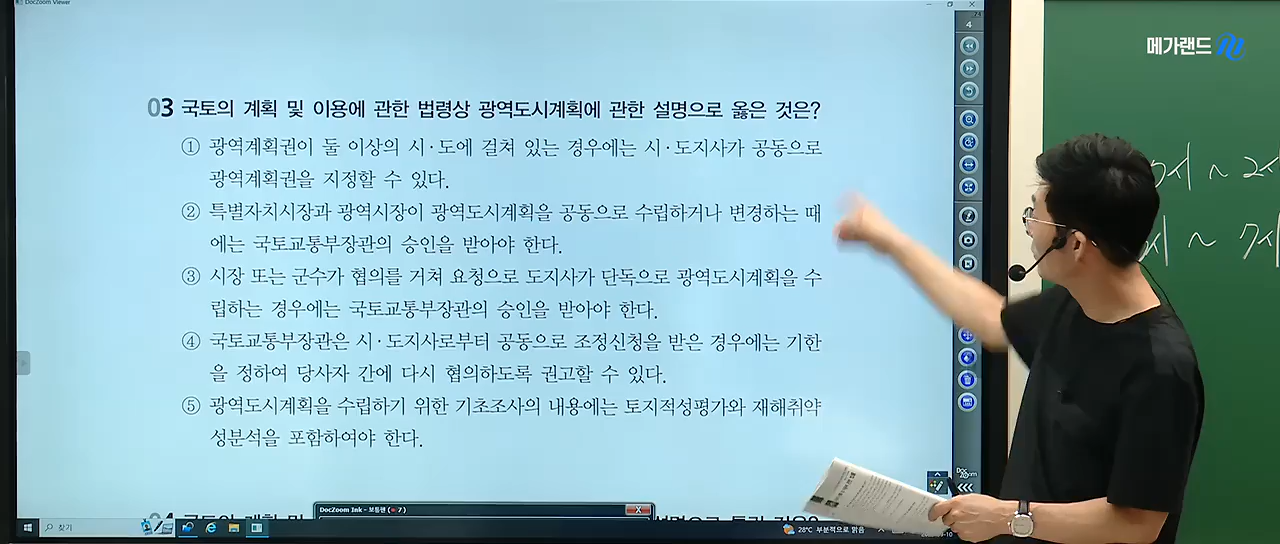 DocZoom Viewer
4
메가랜드
03 국토의 계획 및 이용에 관한 법령상 광역도시계획에 관한 설명으로 옳은 것은?
① 광역계획권이 둘 이상의 시·도에 걸쳐 있는 경우에는 시·도지사가 공동으로
광역계획권을 지정할 수 있다.
② 특별자치시장과 광역시장이 광역도시계획을 공동으로 수립하거나 변경하는 때
에는 국토교통부장관의 승인을 받아야 한다.
③ 시장 또는 군수가 협의를 거쳐 요청으로 도지사가 단독으로 광역도시계획을 수
립하는 경우에는 국토교통부장관의 승인을 받아야 한다.
④ 국토교통부장관은 시·도지사로부터 공동으로 조정신청을 받은 경우에는 기한
을 정하여 당사자 간에 다시 협의하도록 권고할 수 있다.
⑤ 광역도시계획을 수립하기 위한 기초조사의 내용에는 토지적성평가와 재해취약
성분석을 포함하여야 한다.
시 ~ 2시
시 ~ 7시
DocZoom
DocZoom Ink - 보통펜 ( 7 )
찾기
28℃ 부분적으로 맑음